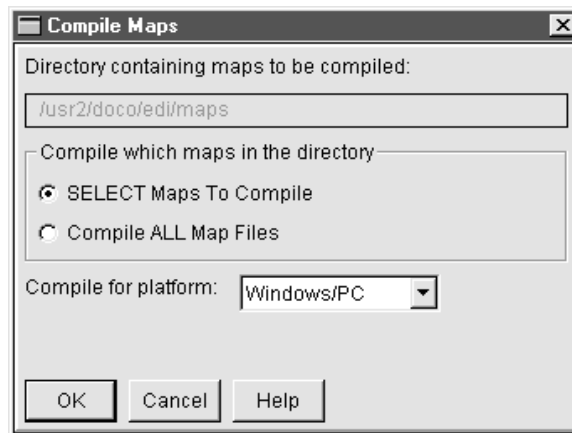 Compile Maps
Directory containing maps to be compiled:
/usr2/doco/edi/maps
Compile which maps in the directory
SELECT Maps To Compile
Compile ALL Map Files
Compile for platform: Windows/PC
OK Cancel Help